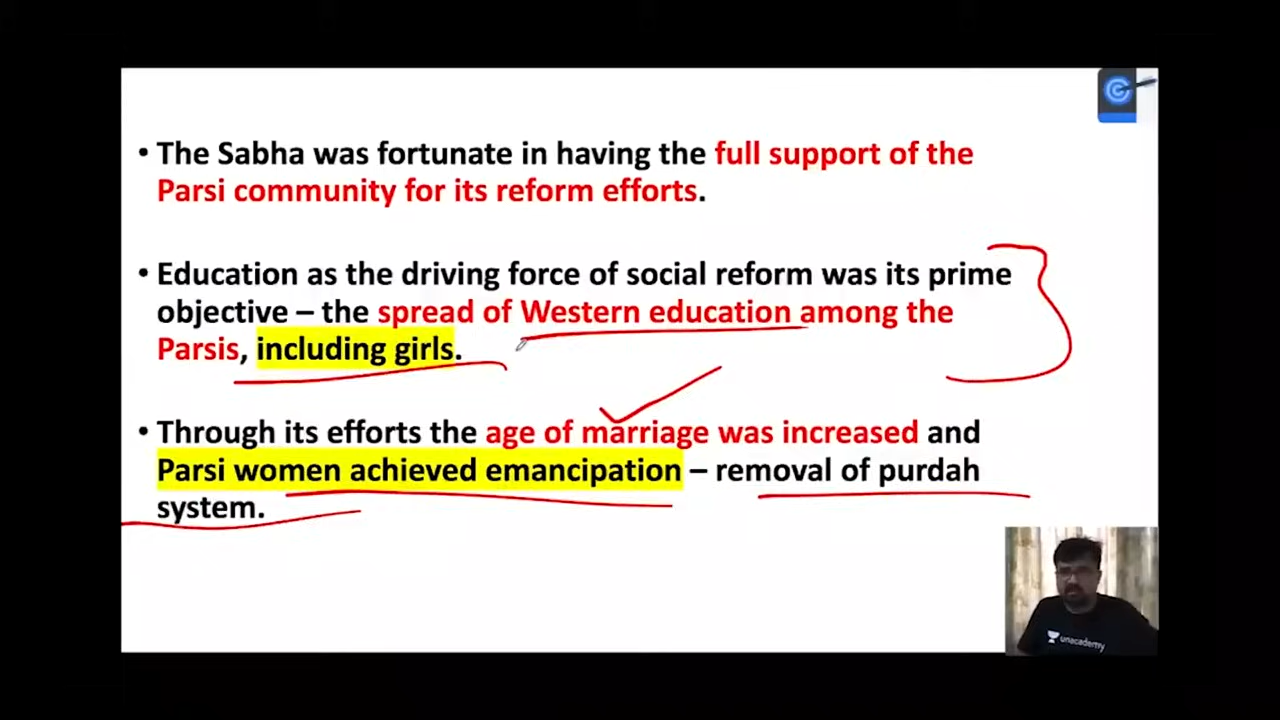 • The Sabha was fortunate in having the full support of the
Parsi community for its reform efforts.
• Education as the driving force of social reform was its prime
objective – the spread of Western education among the
Parsis, including girls.
• Through its efforts the age of marriage was increased and
Parsi women achieved emancipation – removal of purdah
system.
unacademy